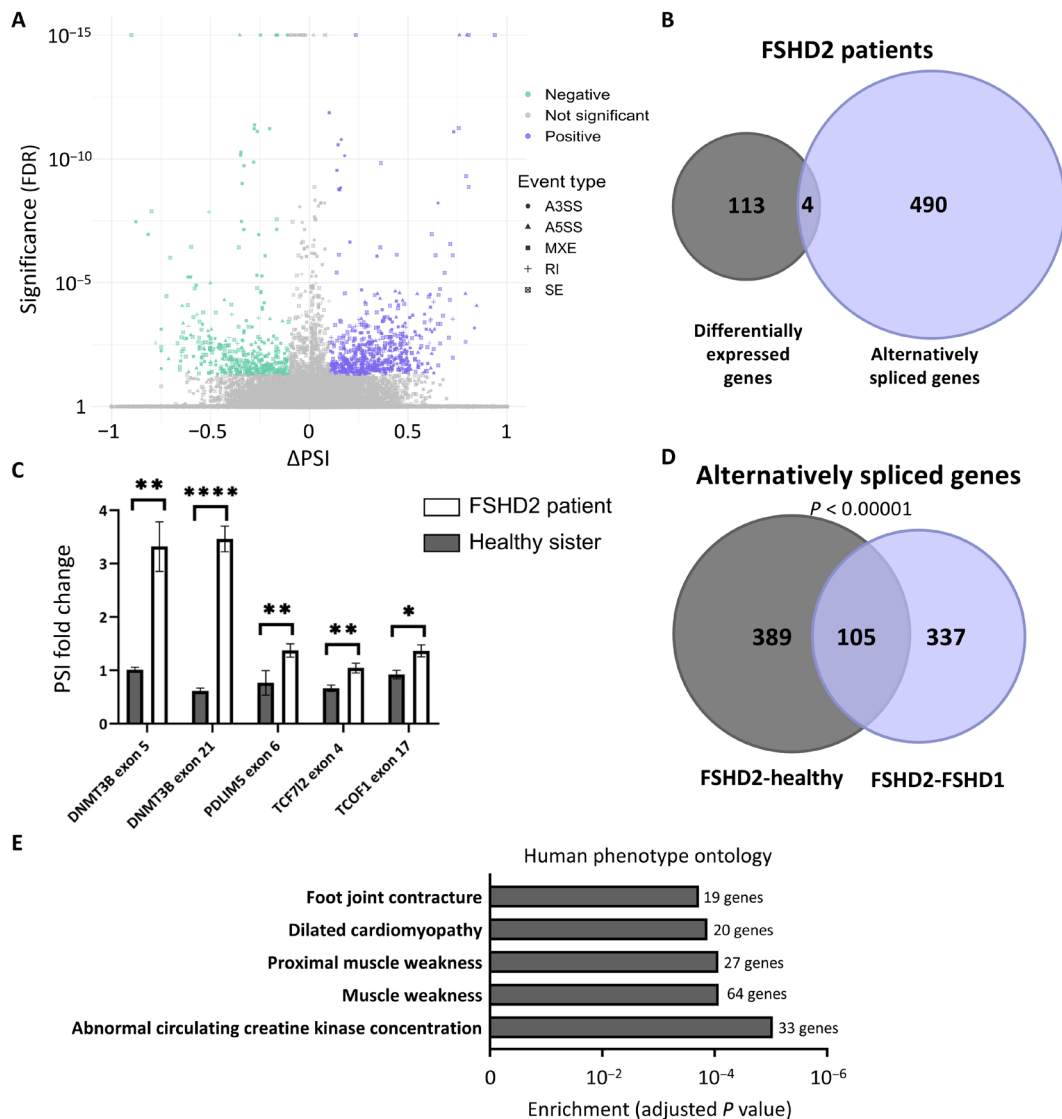 A
Significance (FDR)
10−15
10−10
10−5
1
−1
−0.5
0
0.5
1
ΔPSI
Negative
Not significant
Positive
Event type
A3SS
A5SS
MXE
RI
SE
B
FSHD2 patients
113
4
490
Differentially
expressed
genes
Alternatively
spliced genes
C
PSI fold change
4
3
2
1
0
**
****
**
**
*
FSHD2 patient
Healthy sister
DNMT3B exon 5
DNMT3B exon 21
PDLIM5 exon 6
TCF7l2 exon 4
TCOF1 exon 17
D
Alternatively spliced genes
P < 0.00001
389
105
337
FSHD2-healthy
FSHD2-FSHD1
E
Human phenotype ontology
Foot joint contracture
19 genes
Dilated cardiomyopathy
20 genes
Proximal muscle weakness
27 genes
Muscle weakness
64 genes
Abnormal circulating creatine kinase concentration
33 genes
0
10−2
10−4
10−6
Enrichment (adjusted P value)